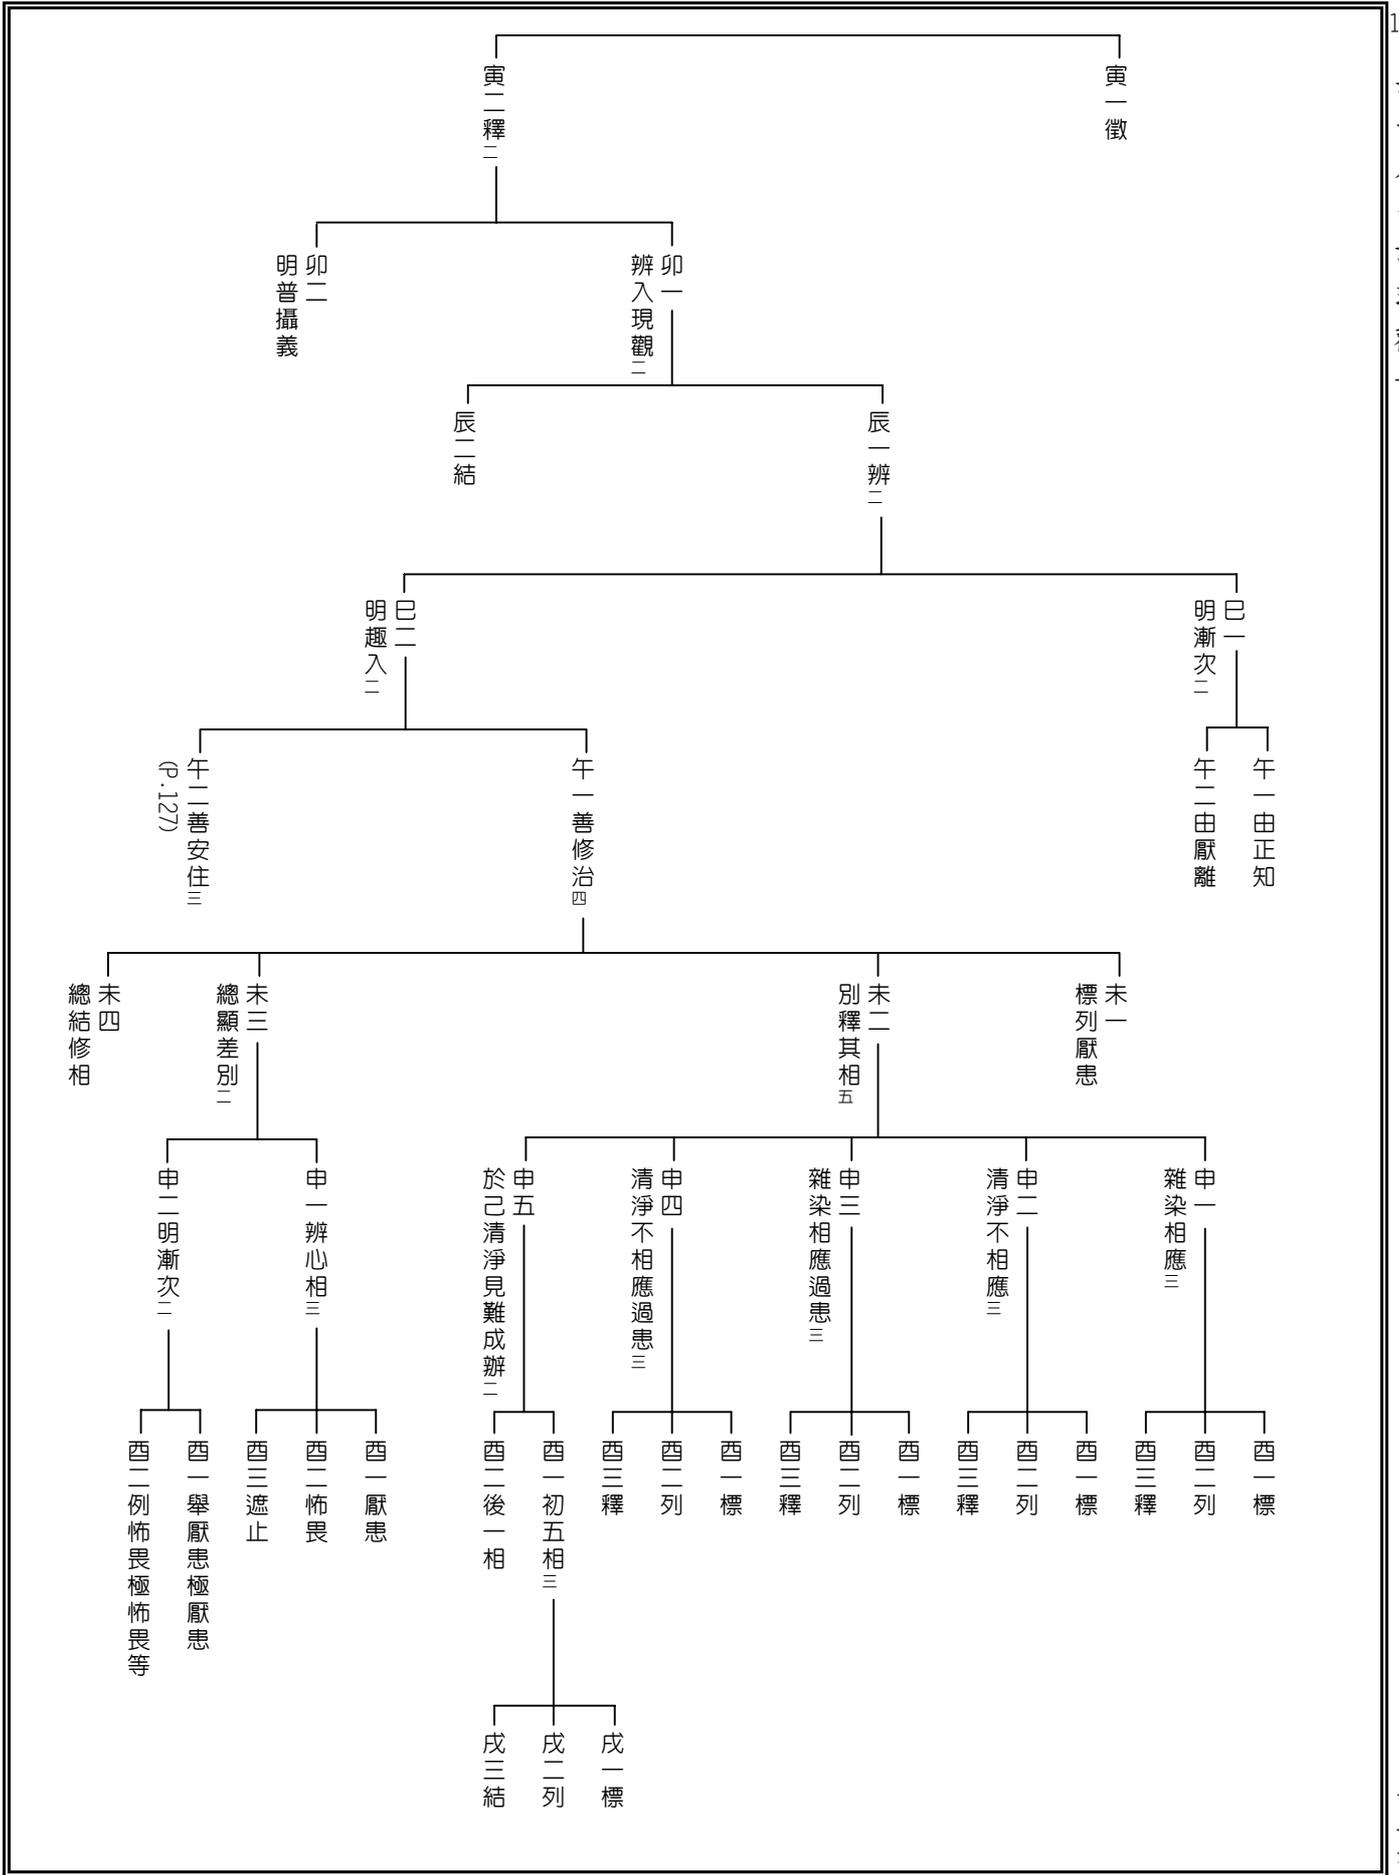 寅一徵
寅二釋二
卯一
辨入現觀二
卯二
明普攝義
辰一辨二
辰二結
巳一
明漸次二
巳二
明趣入二
午一由正知
午二由厭離
午一善修治四
午二善安住三
(P.127)
未一
標列厭患
未二
別釋其相五
未三
總顯差別二
未四
總結修相
申一
雜染相應三
申二
清淨不相應三
申三
雜染相應過患三
申四
清淨不相應過患三
申五
於己清淨見難成辦二
申一辨心相三
申二明漸次二
酉一標
酉二列
酉三釋
酉一標
酉二列
酉三釋
酉一標
酉二列
酉三釋
酉一標
酉二列
酉三釋
酉一初五相三
酉二後一相
酉一厭患
酉二怖畏
酉三遮止
酉一舉厭患極厭患
酉二例怖畏極怖畏等
戌一標
戌二列
戌三結